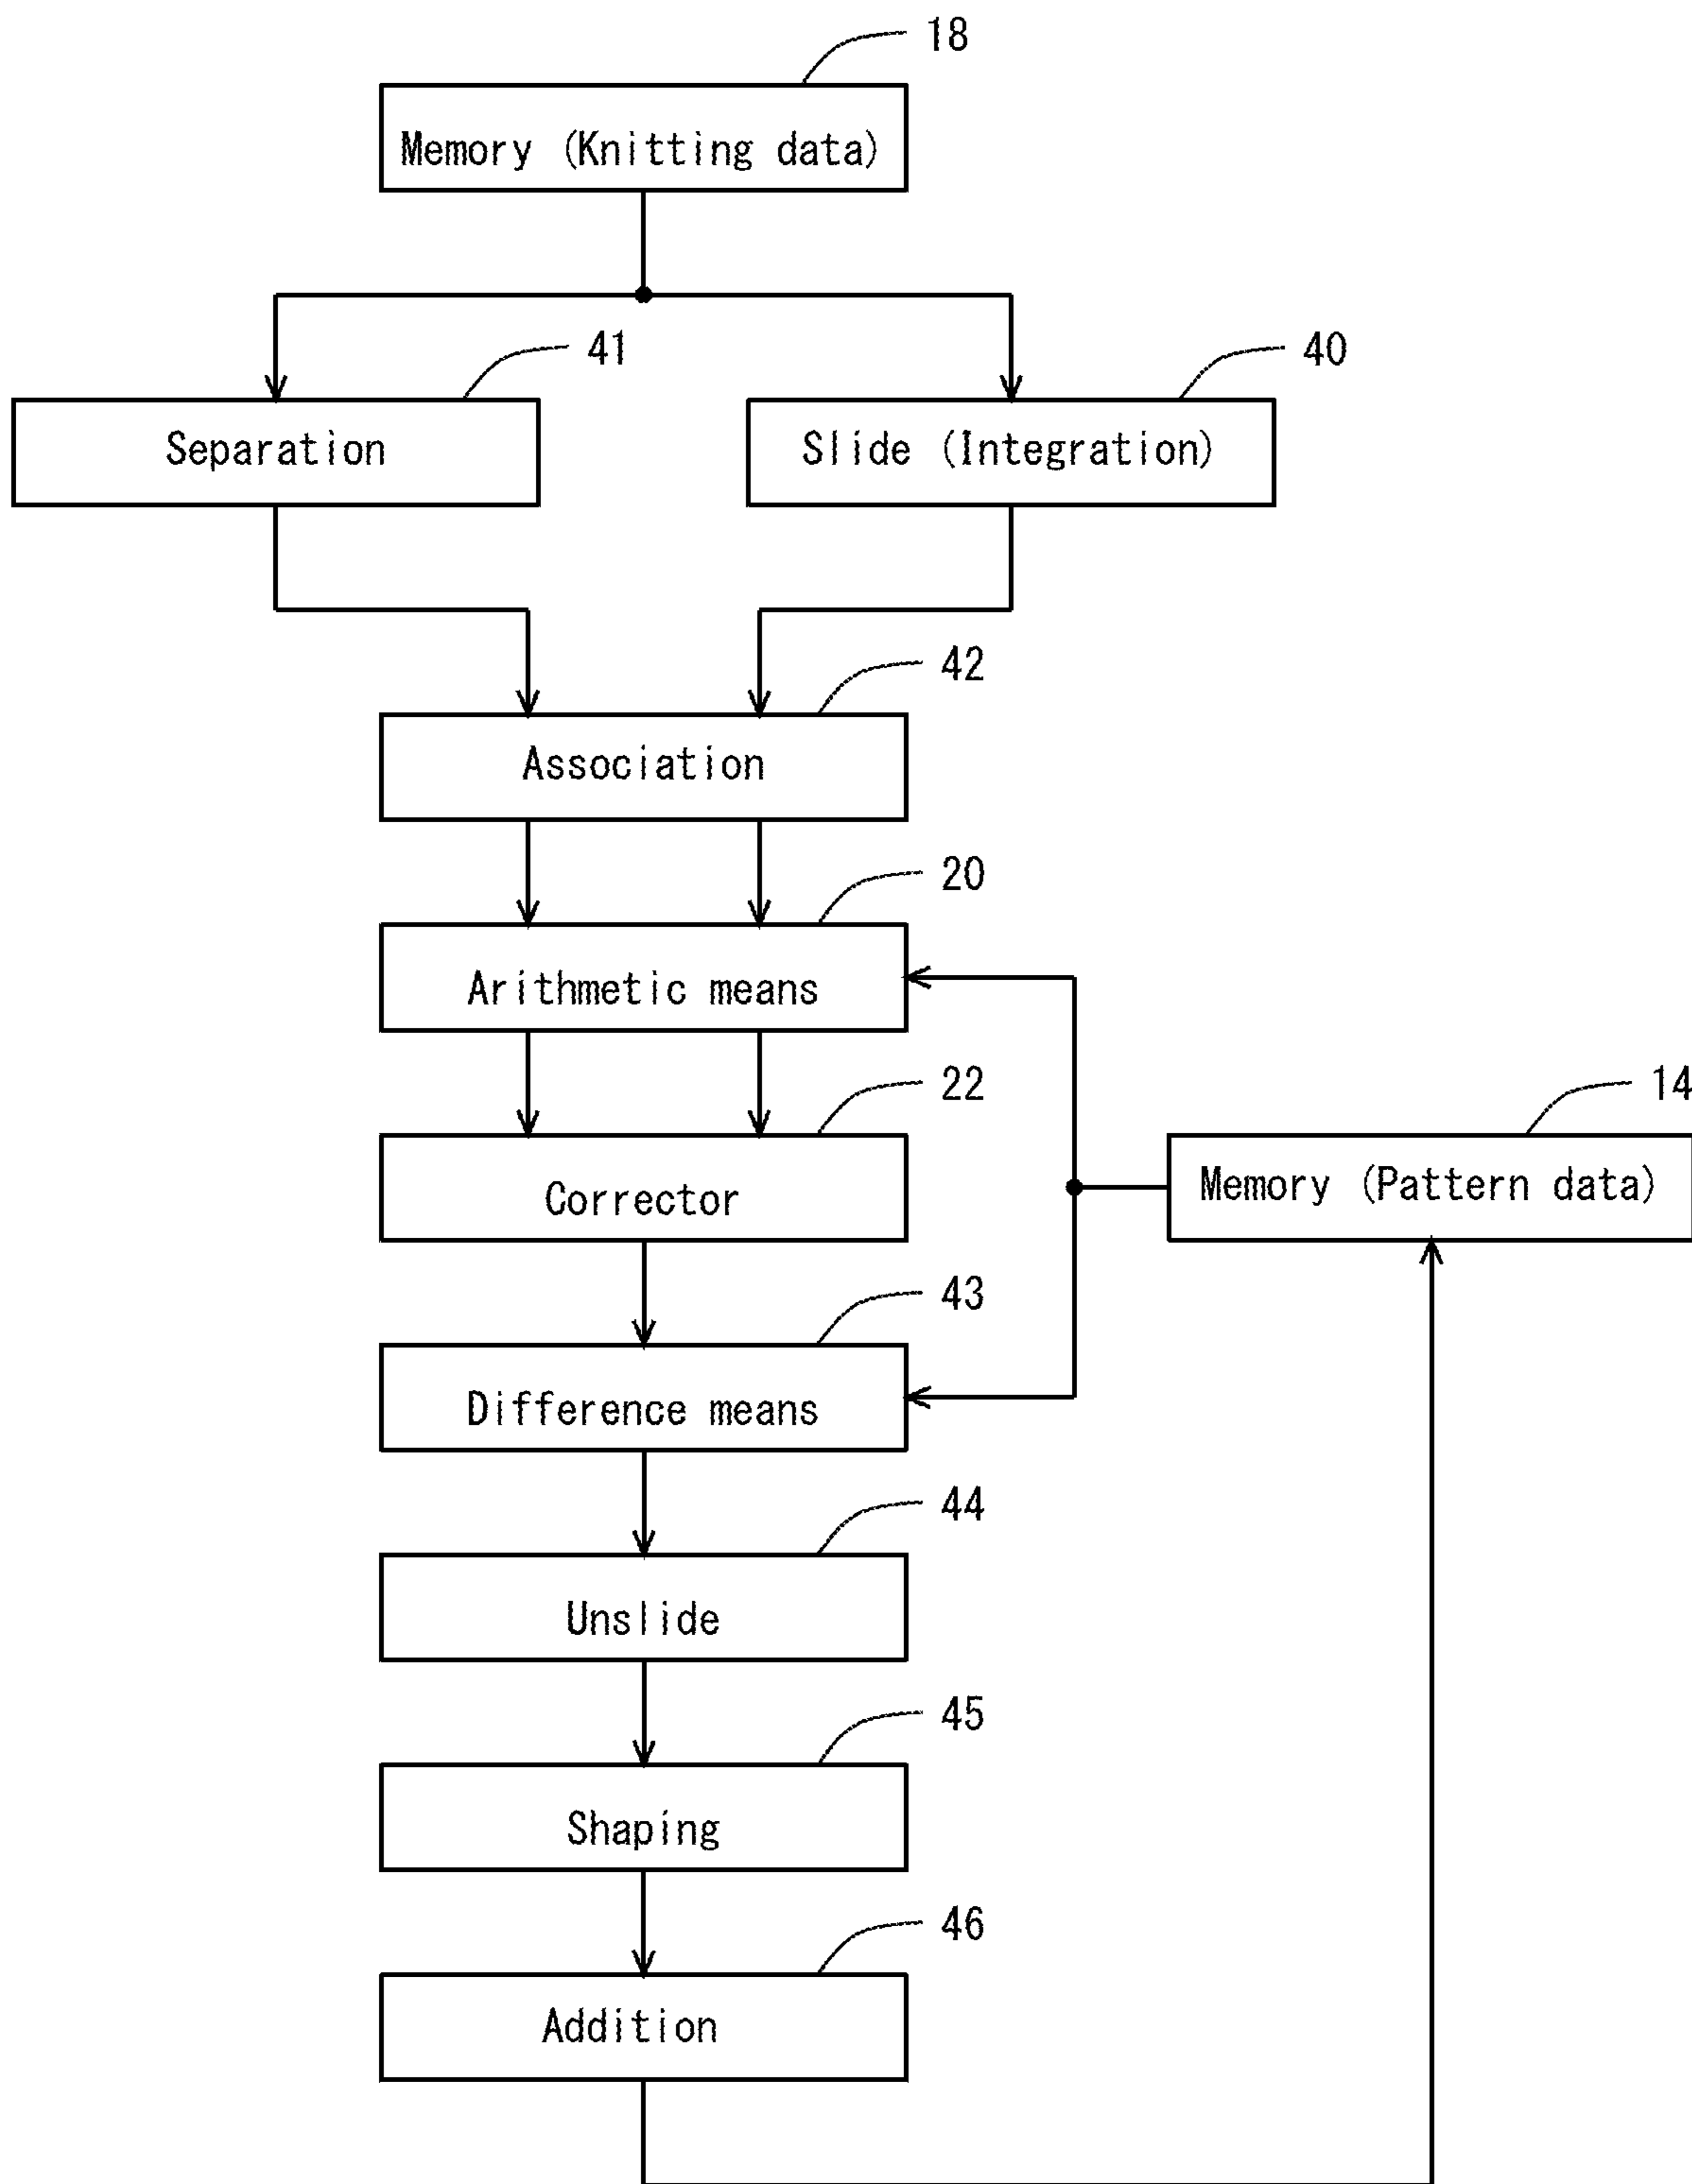 18
Memory (Knitting data)
41
40
Separation
Slide (Integration)
42
Association
20
Arithmetic means
22
14
Corrector
Memory (Pattern data)
43
Difference means
44
Unslide
45
Shaping
46
Addition